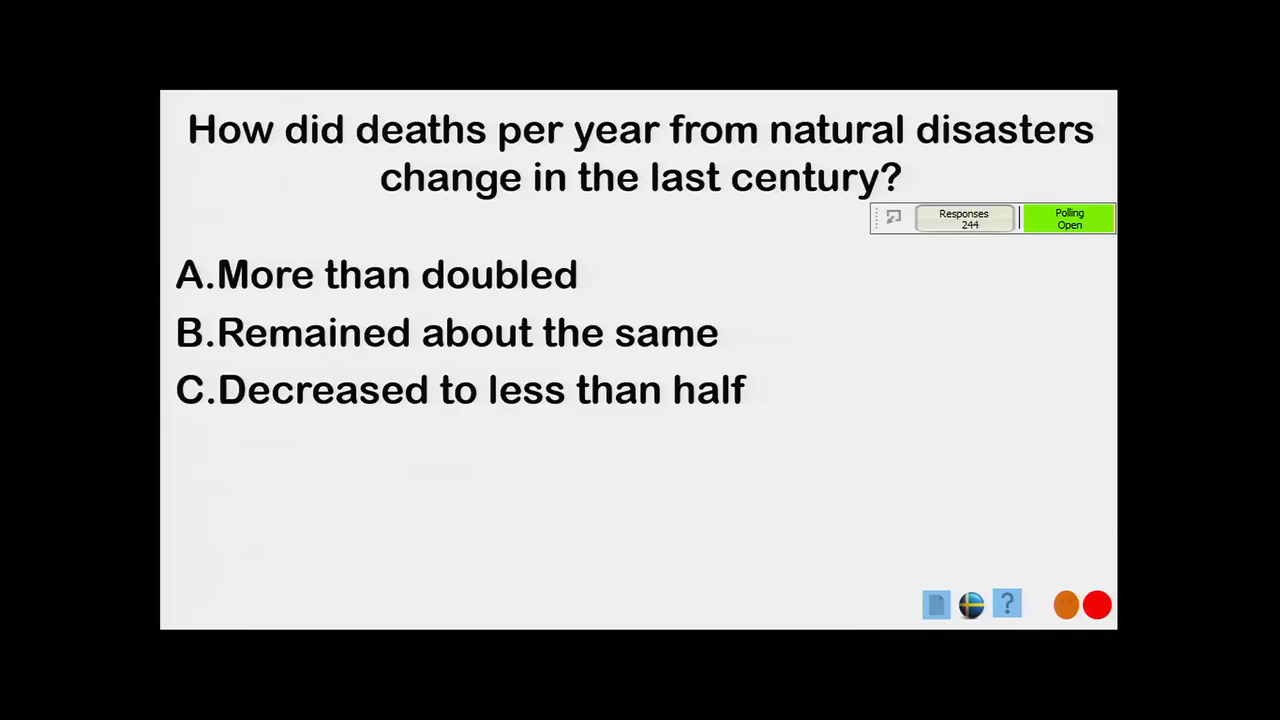 How did deaths per year from natural disasters
change in the last century?
Responses
244
Polling
Open
A.More than doubled
B.Remained about the same
C.Decreased to less than half
?